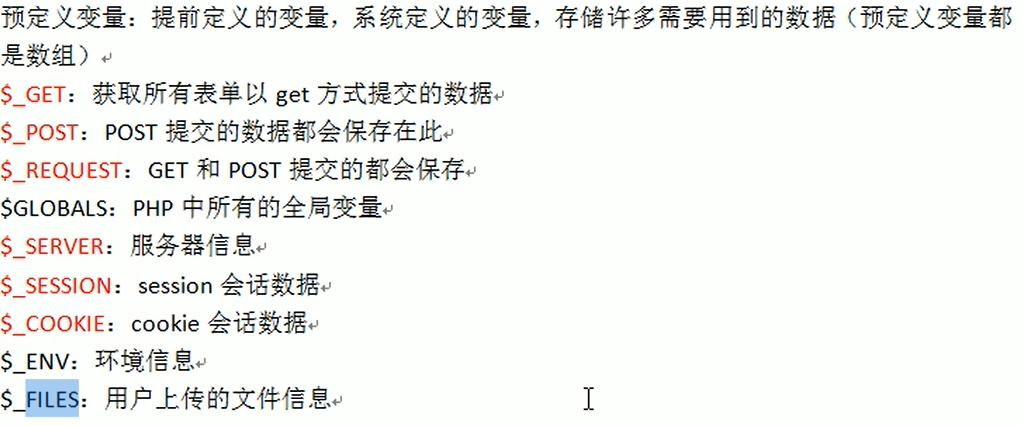 预定义变量：提前定义的变量，系统定义的变量，存储许多需要用到的数据（预定义变量都
是数组）
$_GET：获取所有表单以 get 方式提交的数据
$_POST：POST 提交的数据都会保存在此
$_REQUEST：GET 和 POST 提交的都会保存
$GLOBALS：PHP 中所有的全局变量
$_SERVER：服务器信息
$_SESSION：session 会话数据
$_COOKIE：cookie 会话数据
$_ENV：环境信息
$_FILES：用户上传的文件信息